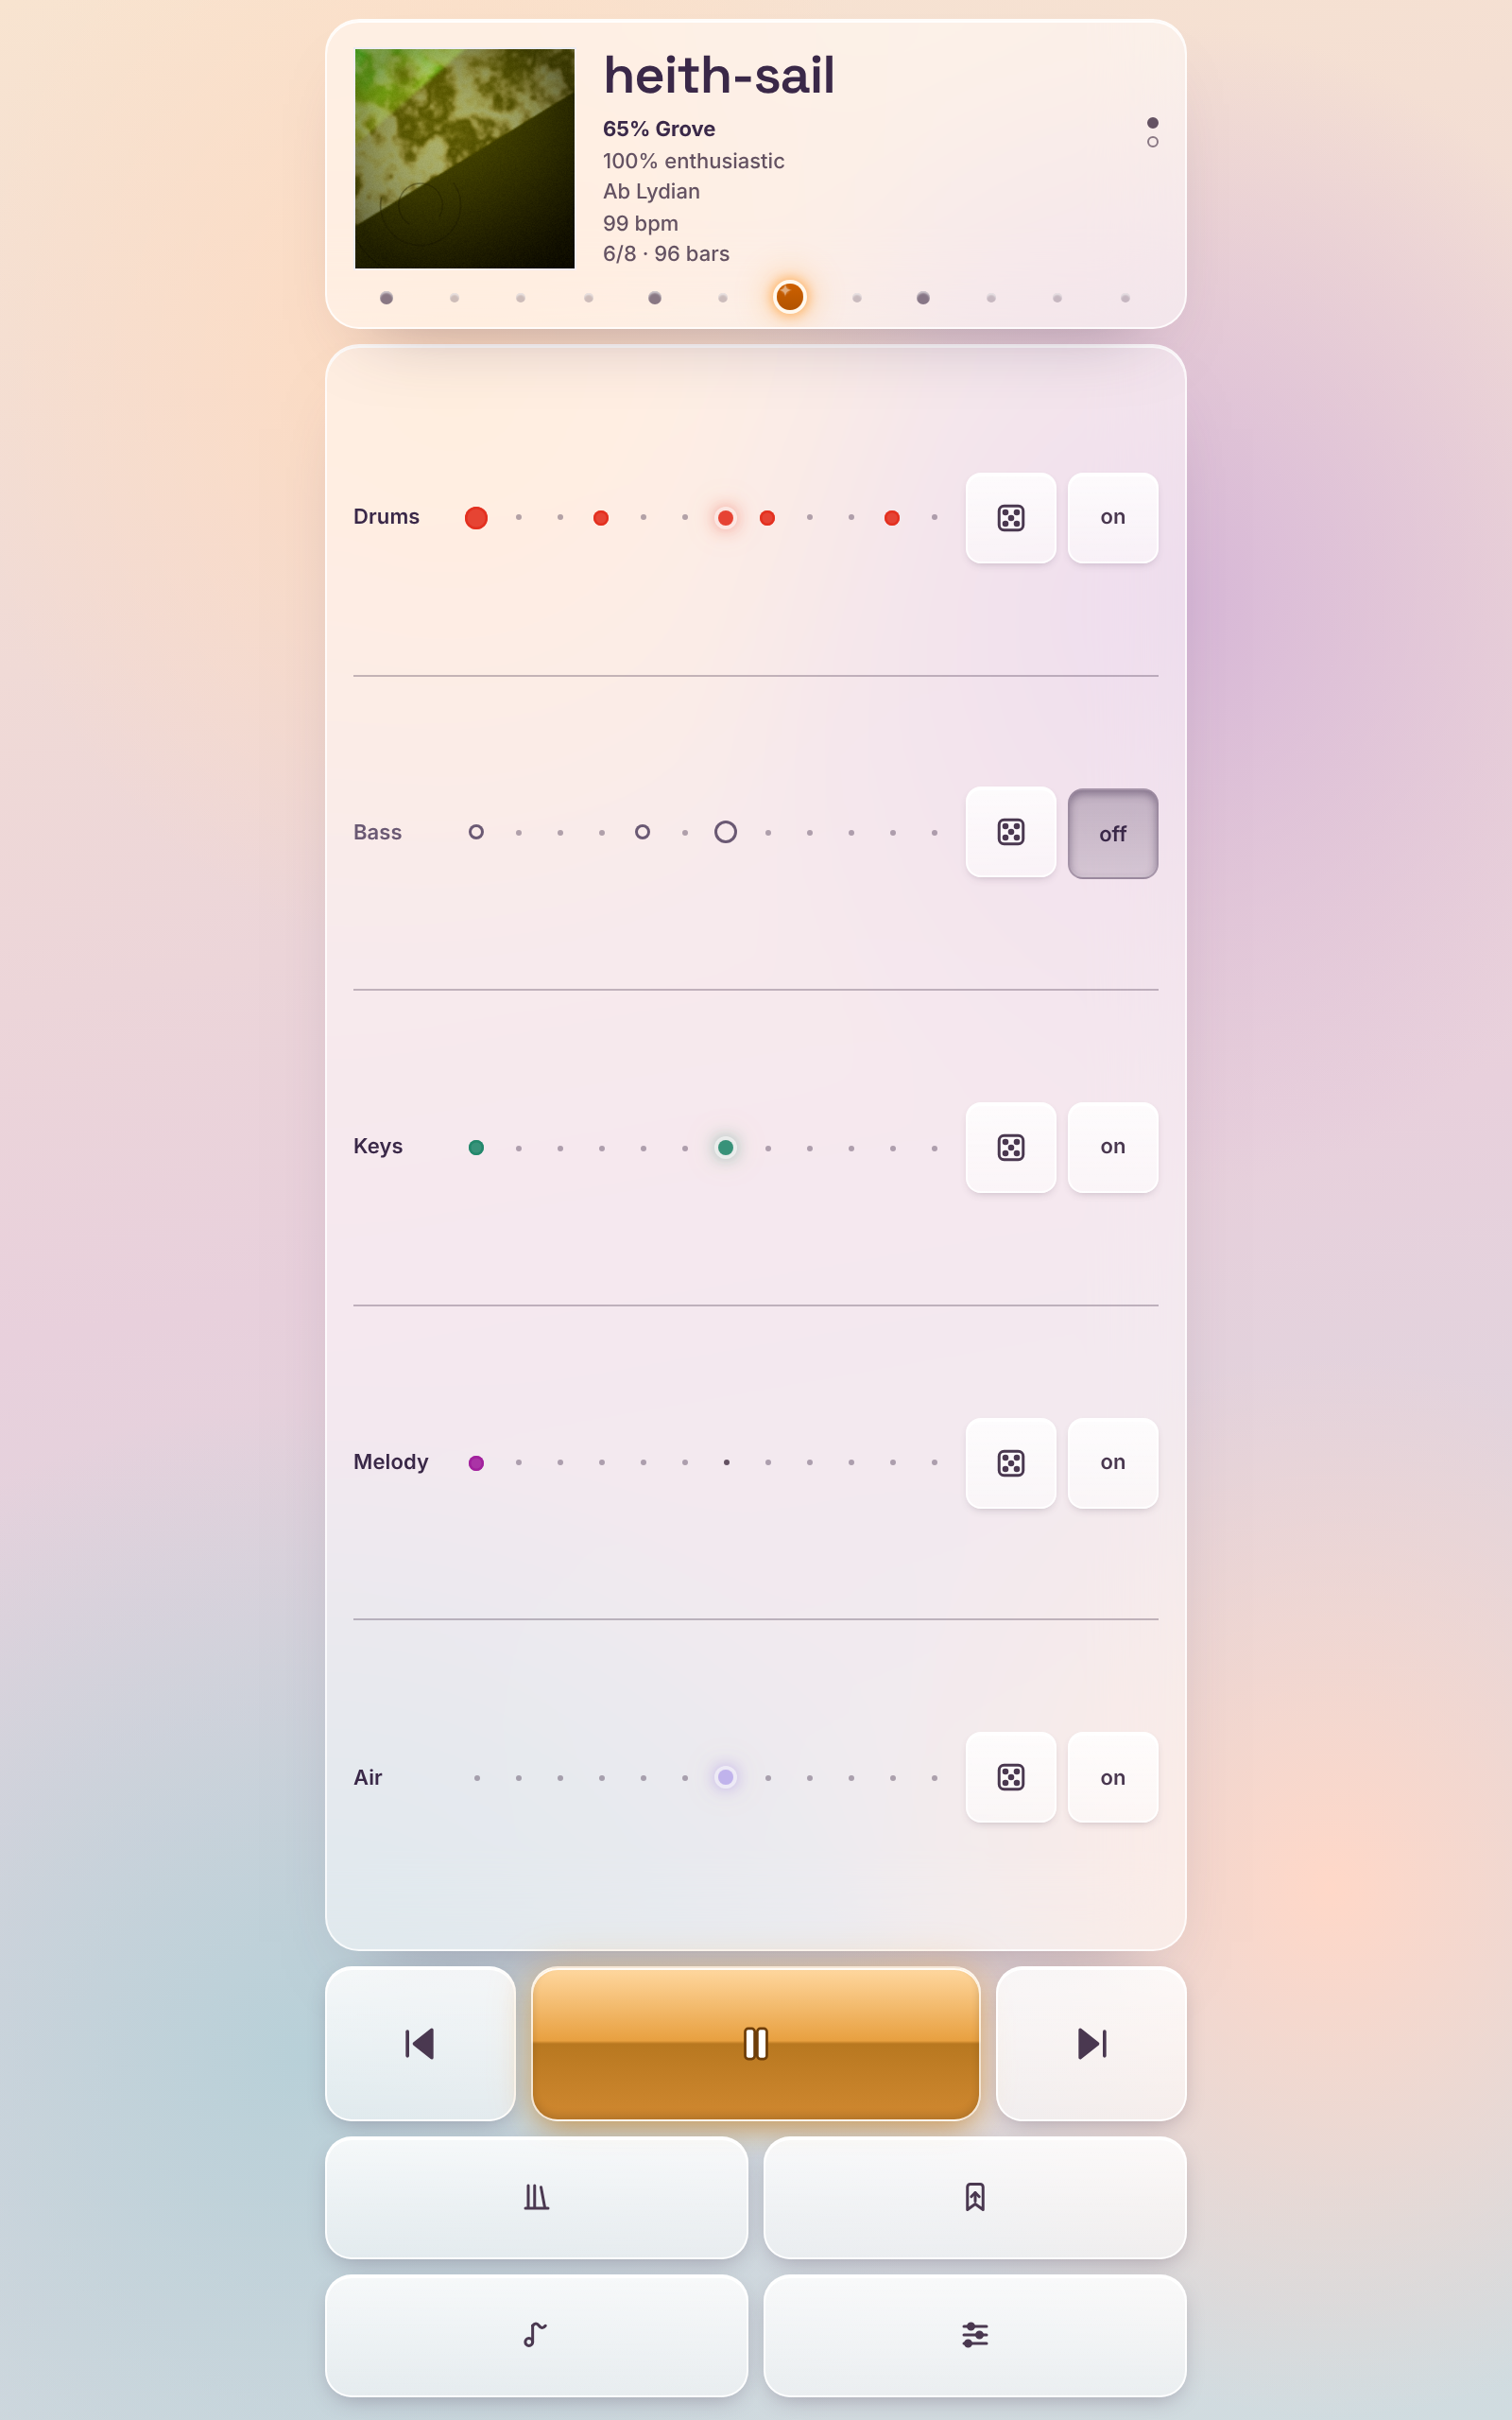 heith-sail
65% Grove
100% enthusiastic
Ab Lydian
99 bpm
6/8 · 96 bars
Drums
on
Bass
off
Keys
on
Melody
on
Air
on